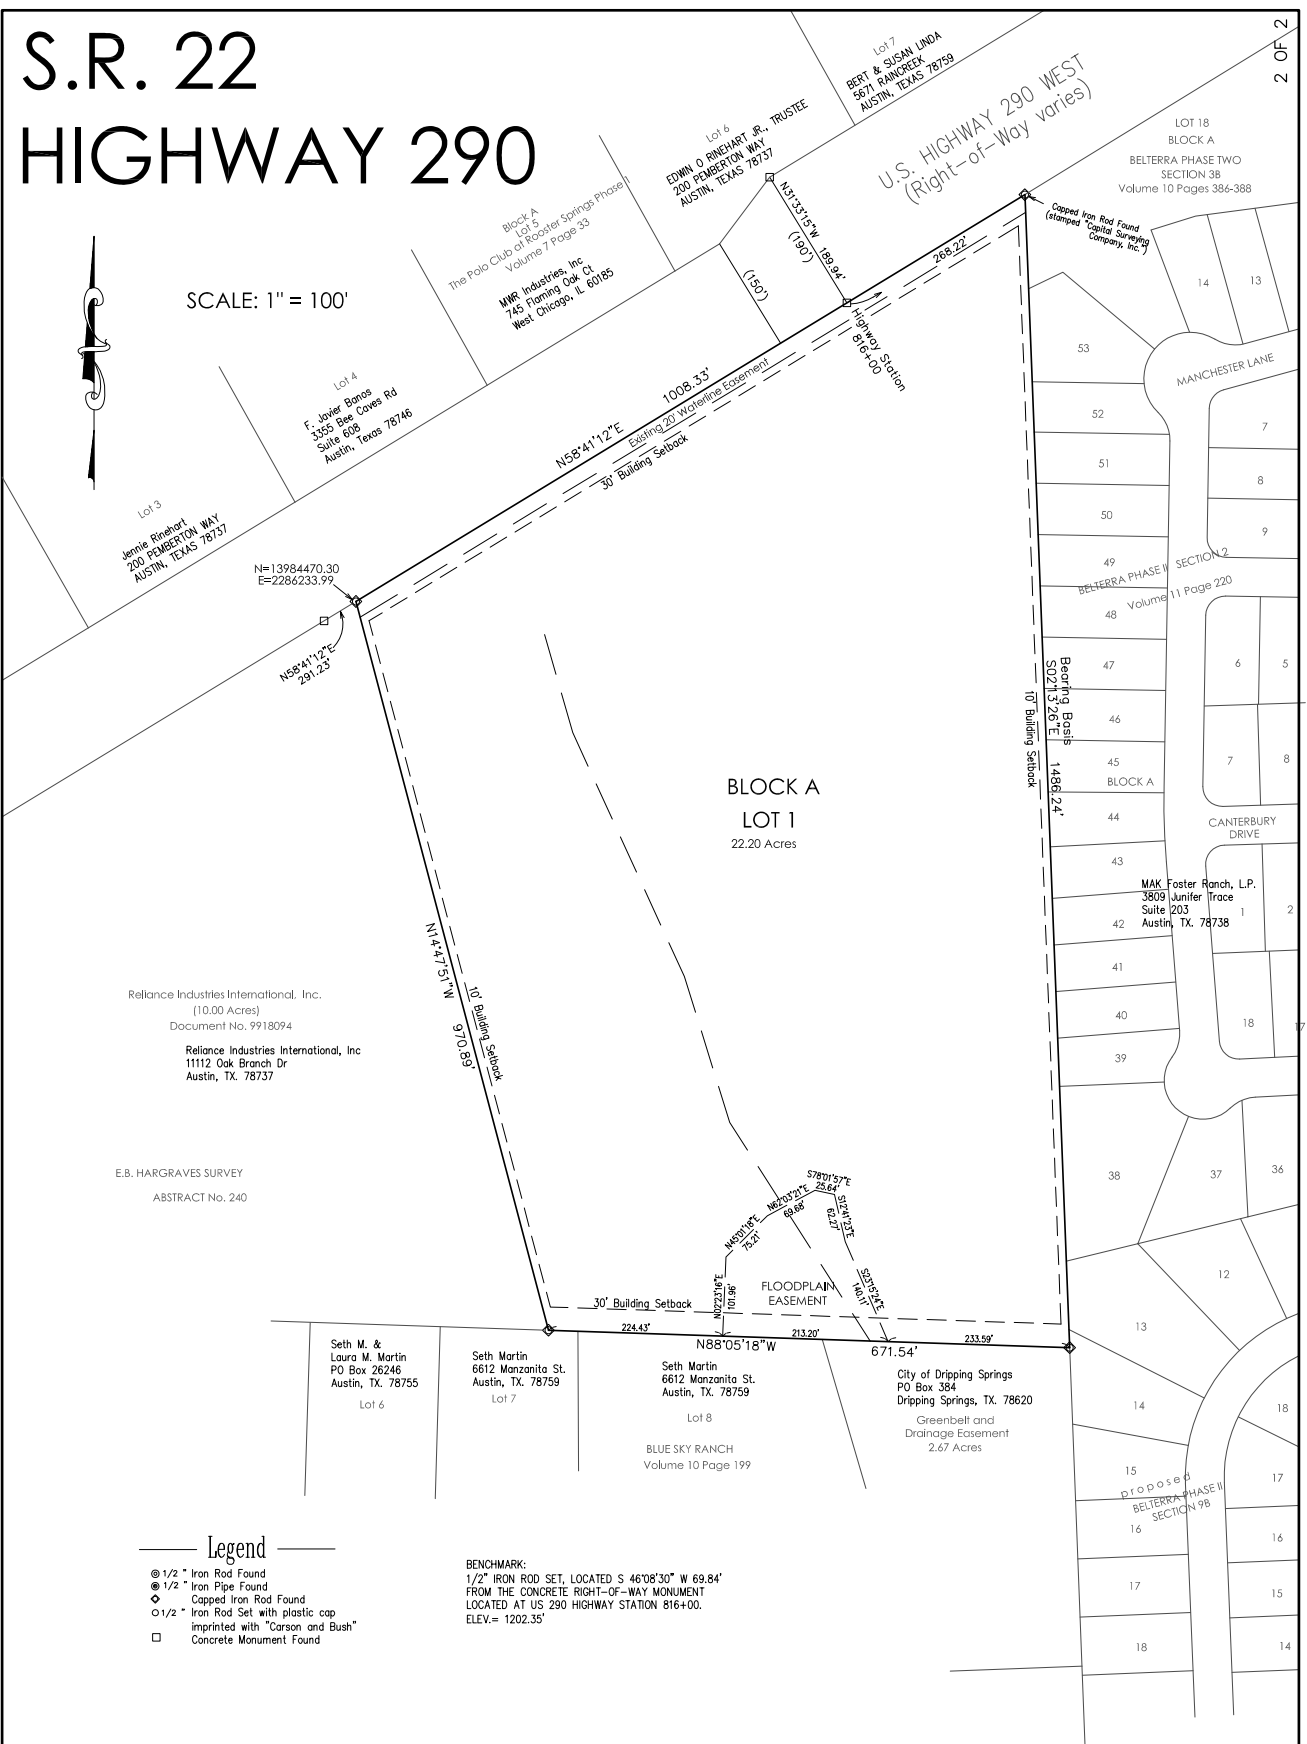 S.R. 22
HIGHWAY 290
2 OF 2
SCALE: 1" = 100'
Lot 7
BERT & SUSAN LINDA
5671 RAINCREEK
AUSTIN, TEXAS 78759
Lot 6
EDWIN O RINEHART JR., TRUSTEE
200 PEMBERTON WAY
AUSTIN, TEXAS 78737
U.S. HIGHWAY 290 WEST
(Right-of-Way varies)
LOT 18
BLOCK A
BELTERRA PHASE TWO
SECTION 3B
Volume 10 Pages 386-388
Block A
Lot 5
The Polo Club at Rooster Springs Phase 1
Volume 7 Page 33
MWR Industries, Inc
745 Flaming Oak Ct
West Chicago, IL 60185
Lot 4
F. Javier Banos
3355 Bee Caves Rd
Suite 608
Austin, Texas 78746
Lot 3
Jennie Rinehart
200 PEMBERTON WAY
AUSTIN, TEXAS 78737
N31°33'15"W 189.94'
(190')
(150')
268.22'
Capped Iron Rod Found
(stamped "Capital Surveying
Company, Inc.")
Highway Station
816+00
N58°41'12"E 1008.33'
Existing 20' Waterline Easement
30' Building Setback
N=13984470.30
E=2286233.99
N58°41'12"E
291.23'
14
13
MANCHESTER LANE
53
52
51
50
49
48
47
46
45
44
43
42
41
40
39
38
37
36
7
8
9
BELTERRA PHASE II SECTION 2
Volume 11 Page 220
6
5
7
8
BLOCK A
CANTERBURY
DRIVE
Bearing Basis
S02°13'26"E 1486.24'
10' Building Setback
BLOCK A
LOT 1
22.20 Acres
MAK Foster Ranch, L.P.
3809 Junifer Trace
Suite 203
Austin, TX. 78738
1
2
18
17
N14°47'51"W 970.89'
10' Building Setback
Reliance Industries International, Inc.
(10.00 Acres)
Document No. 9918094
Reliance Industries International, Inc
11112 Oak Branch Dr
Austin, TX. 78737
E.B. HARGRAVES SURVEY
ABSTRACT No. 240
N02°23'16"E
101.96'
N45°01'18"E
75.21'
N62°03'21"E
69.68'
S78°01'57"E
25.64'
S12°41'23"E
62.27'
S23°15'24"E
140.11'
FLOODPLAIN
EASEMENT
30' Building Setback
224.43'
213.20'
233.59'
N88°05'18"W 671.54'
Seth M. &
Laura M. Martin
PO Box 26246
Austin, TX. 78755
Lot 6
Seth Martin
6612 Manzanita St.
Austin, TX. 78759
Lot 7
Seth Martin
6612 Manzanita St.
Austin, TX. 78759
Lot 8
BLUE SKY RANCH
Volume 10 Page 199
City of Dripping Springs
PO Box 384
Dripping Springs, TX. 78620
Greenbelt and
Drainage Easement
2.67 Acres
12
13
14
15
16
17
18
18
17
16
15
14
proposed
BELTERRA PHASE II
SECTION 9B
Legend
1/2 " Iron Rod Found
1/2 " Iron Pipe Found
Capped Iron Rod Found
1/2 " Iron Rod Set with plastic cap
imprinted with "Carson and Bush"
Concrete Monument Found
BENCHMARK:
1/2" IRON ROD SET, LOCATED S 46°08'30" W 69.84'
FROM THE CONCRETE RIGHT-OF-WAY MONUMENT
LOCATED AT US 290 HIGHWAY STATION 816+00.
ELEV.= 1202.35'